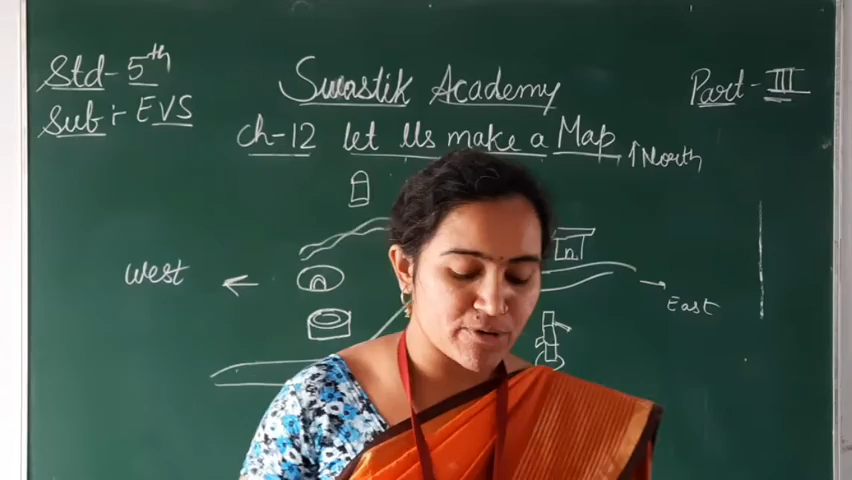 Std - 5th
Swastik Academy
Part - III
Sub :- EVS
Ch - 12 let Us make a Map
↑North
west ←
→ East